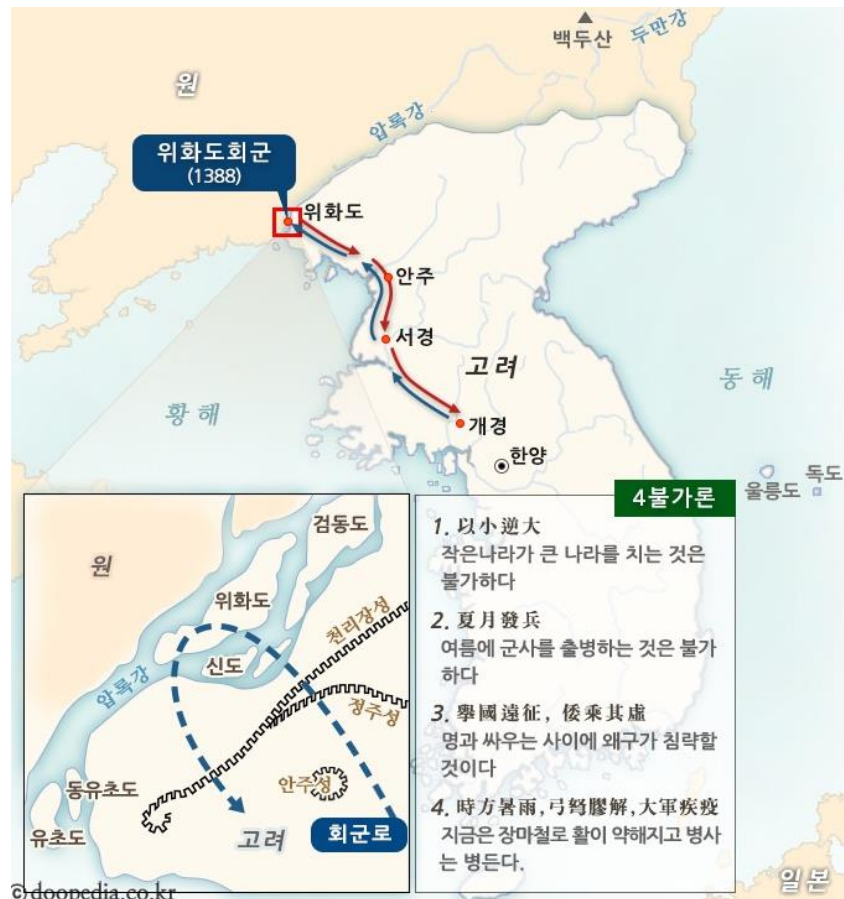 백두산
두만강
원
압록강
위화도회군
(1388)
위화도
안주
서경
고려
동해
황해
개경
한양
울릉도
독도
4불가론
1. 以小逆大
작은나라가 큰 나라를 치는 것은
불가하다
2. 夏月發兵
여름에 군사를 출병하는 것은 불가
하다
3. 擧國遠征, 倭乘其虛
명과 싸우는 사이에 왜구가 침략할
것이다
4. 時方暑雨, 弓弩膠解, 大軍疾疫
지금은 장마철로 활이 약해지고 병사
는 병든다.
검동도
원
위화도
천리장성
신도
압록강
정주성
동유초도
안주성
유초도
고려
회군로
일본
©doopedia.co.kr